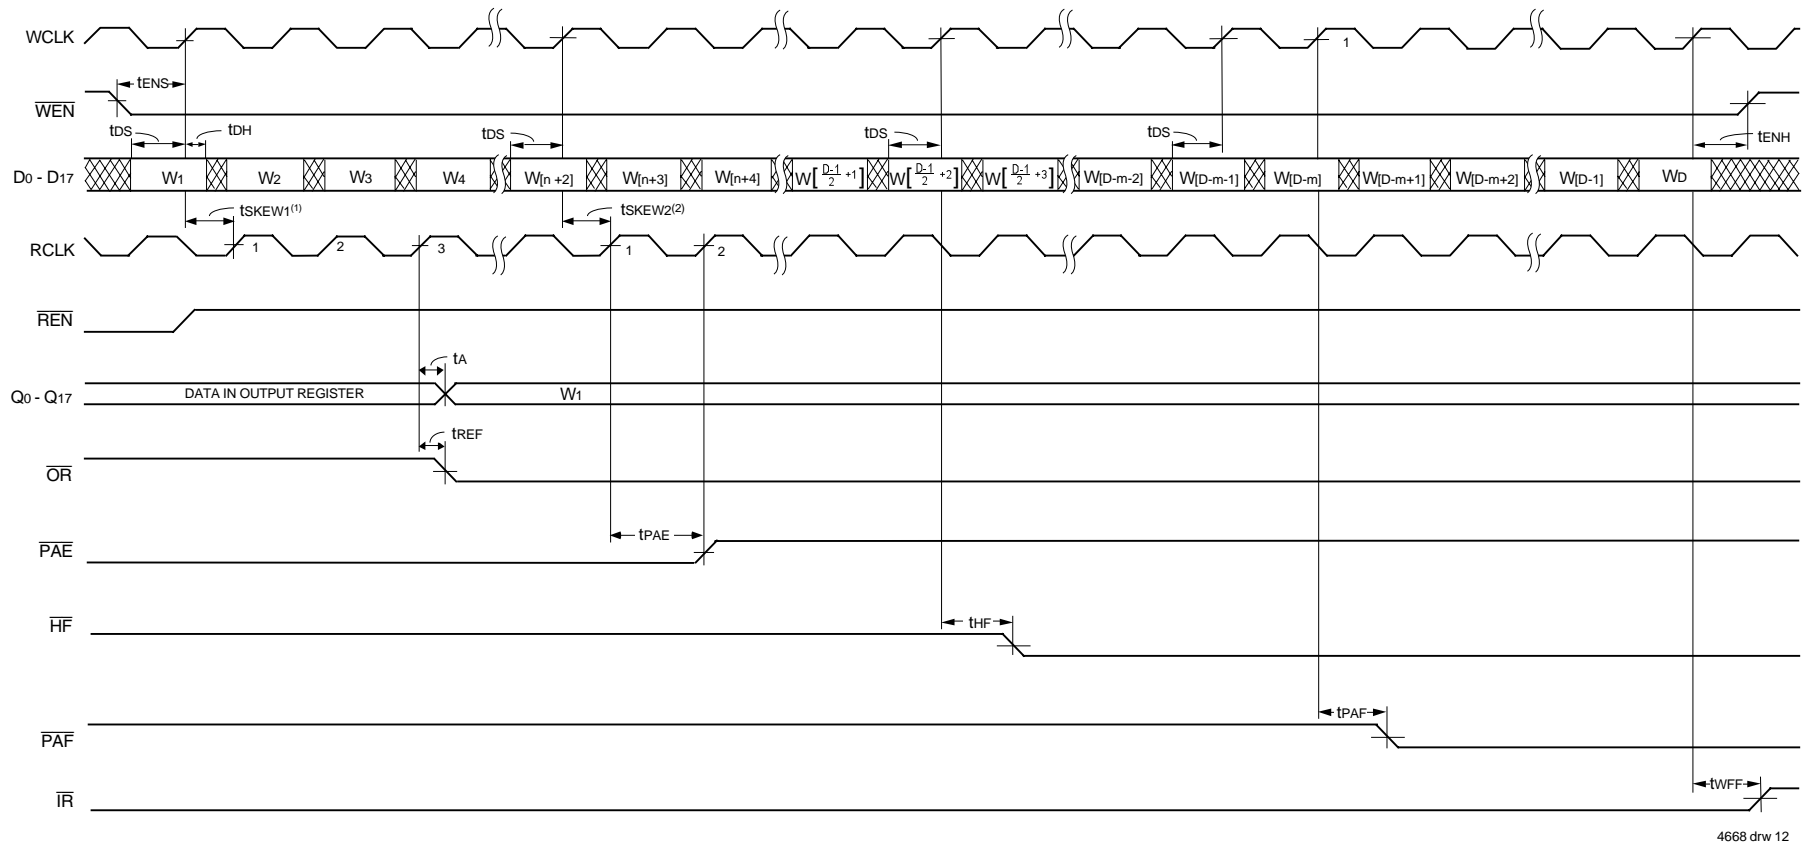 WCLK
1
tENS
WEN
tDS
tDH
tDS
tDS
tDS
tENH
D0 - D17
W1
W2
W3
W4
W[n +2]
W[n+3]
W[n+4]
W[ D-1/2 +1]
W[ D-1/2 +2]
W[ D-1/2 +3]
W[D-m-2]
W[D-m-1]
W[D-m]
W[D-m+1]
W[D-m+2]
W[D-1]
WD
tSKEW1(1)
tSKEW2(2)
RCLK
1
2
3
1
2
REN
tA
Q0 - Q17
DATA IN OUTPUT REGISTER
W1
tREF
OR
tPAE
PAE
HF
tHF
tPAF
PAF
tWFF
IR
4668 drw 12